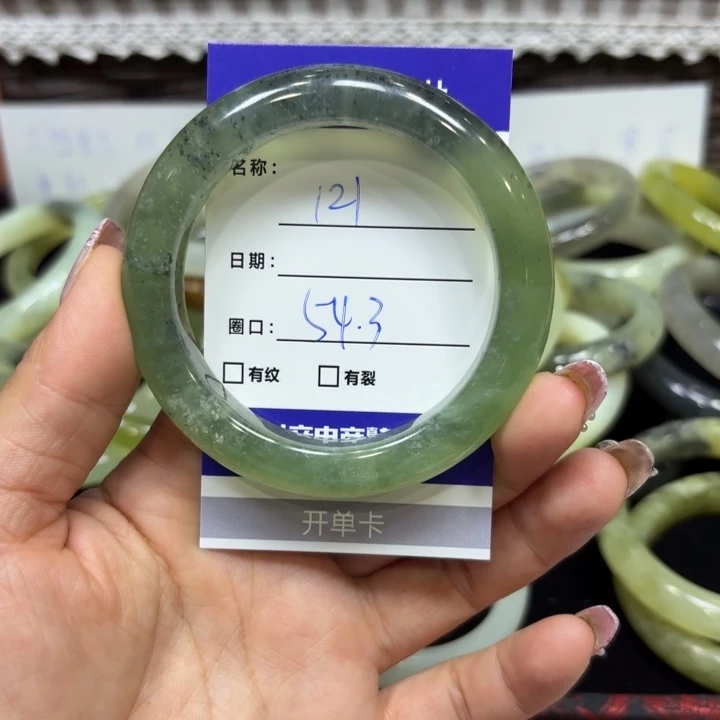 名称: 121
日期:
圈口: 54.3
有纹 有裂
开单卡